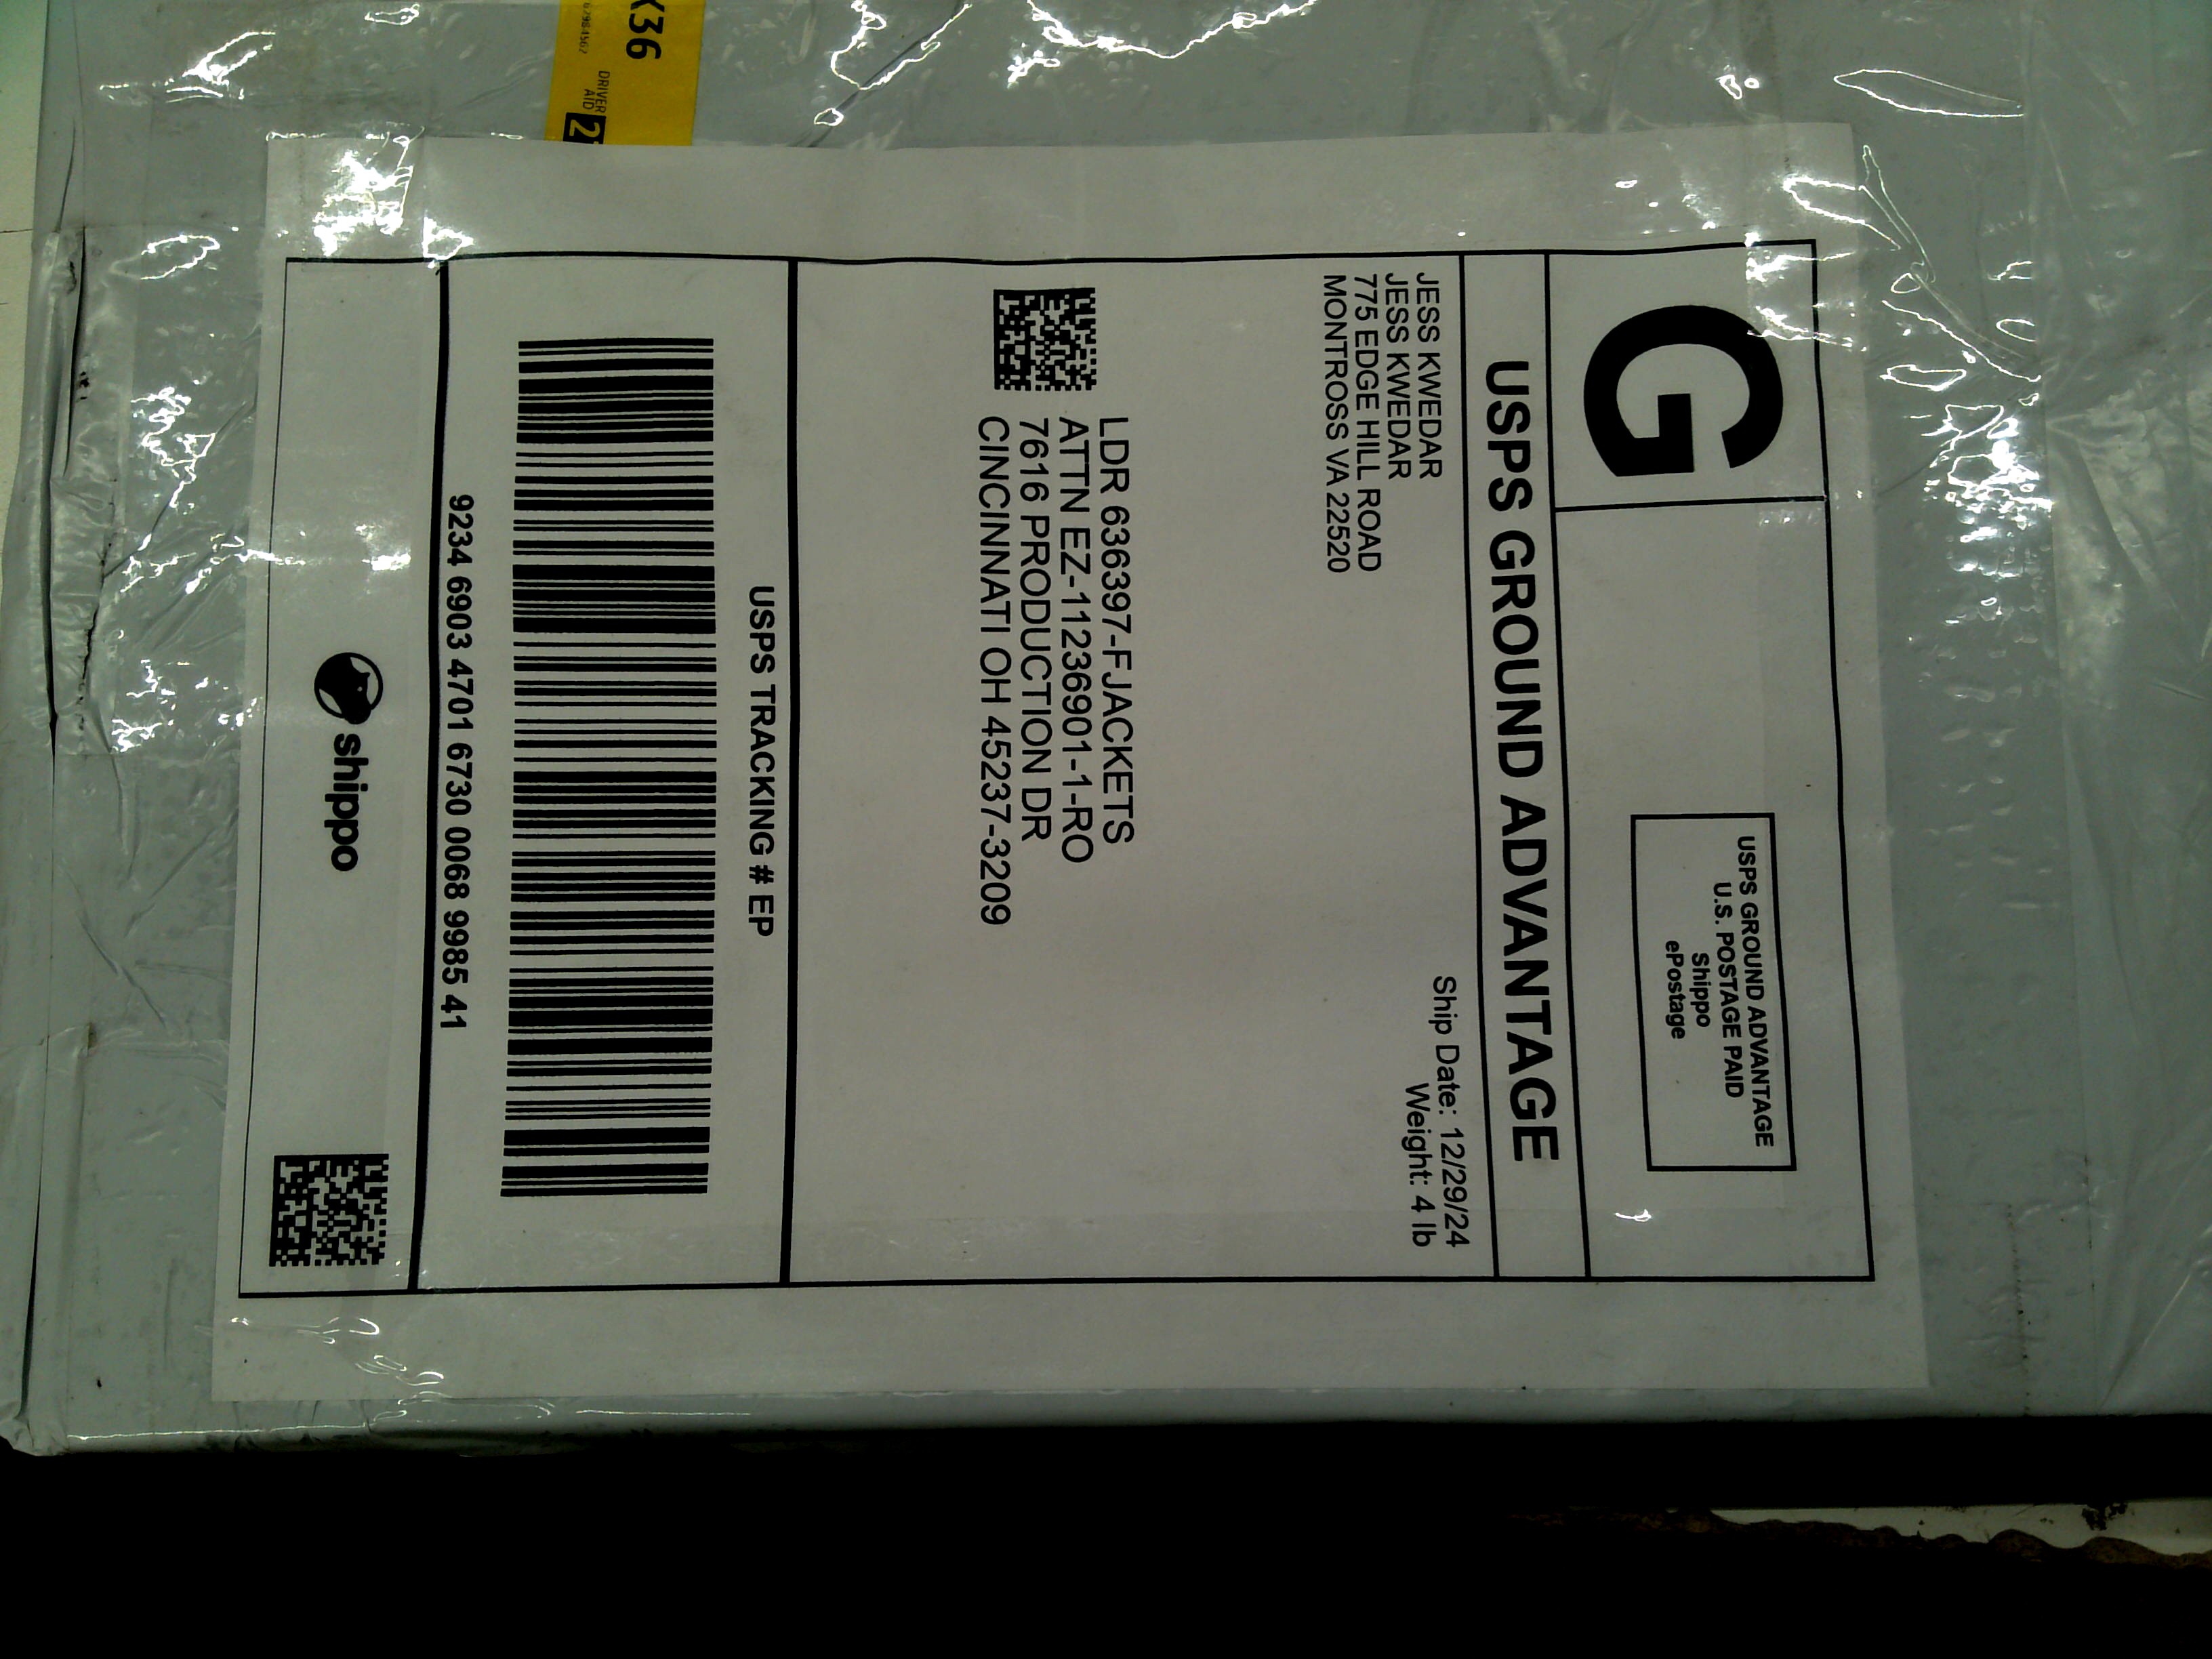 G
USPS GROUND ADVANTAGE
U.S. POSTAGE PAID
Shippo
ePostage
USPS GROUND ADVANTAGE
JESS KWEDAR
JESS KWEDAR
775 EDGE HILL ROAD
MONTROSS VA 22520
Ship Date: 12/29/24
Weight: 4 lb
LDR 636397-FJACKETS
ATTN EZ-11236901-1-RO
7616 PRODUCTION DR
CINCINNATI OH 45237-3209
USPS TRACKING # EP
9234 6903 4701 6730 0068 9985 41
shippo
DRIVER
AID